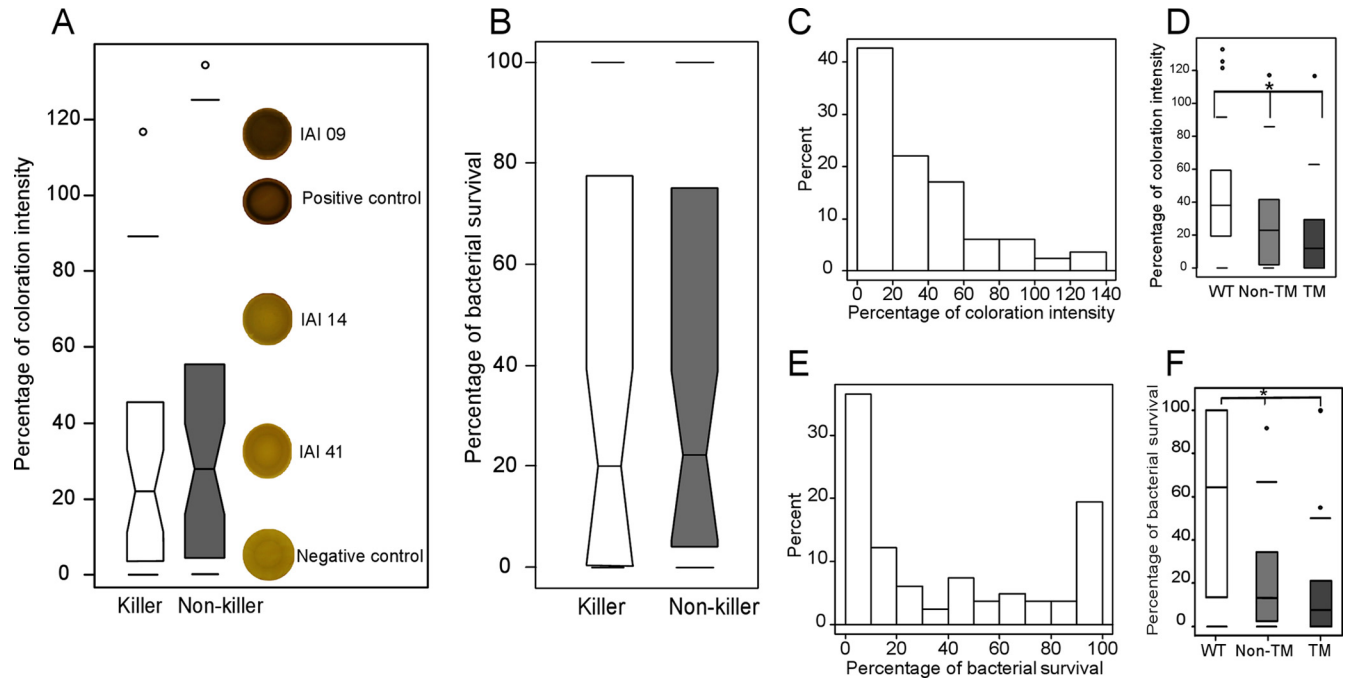 A
Percentage of coloration intensity
120
100
80
60
40
20
0
IAI 09
Positive control
IAI 14
IAI 41
Negative control
Killer
Non-killer
B
Percentage of bacterial survival
100
80
60
40
20
0
Killer
Non-killer
C
Percent
40
30
20
10
0
0 20 40 60 80 100 120 140
Percentage of coloration intensity
D
Percentage of coloration intensity
120
100
80
60
40
20
0
*
WT Non-TM TM
E
Percent
30
20
10
0
0 20 40 60 80 100
Percentage of bacterial survival
F
Percentage of bacterial survival
100
80
60
40
20
0
*
WT Non-TM TM